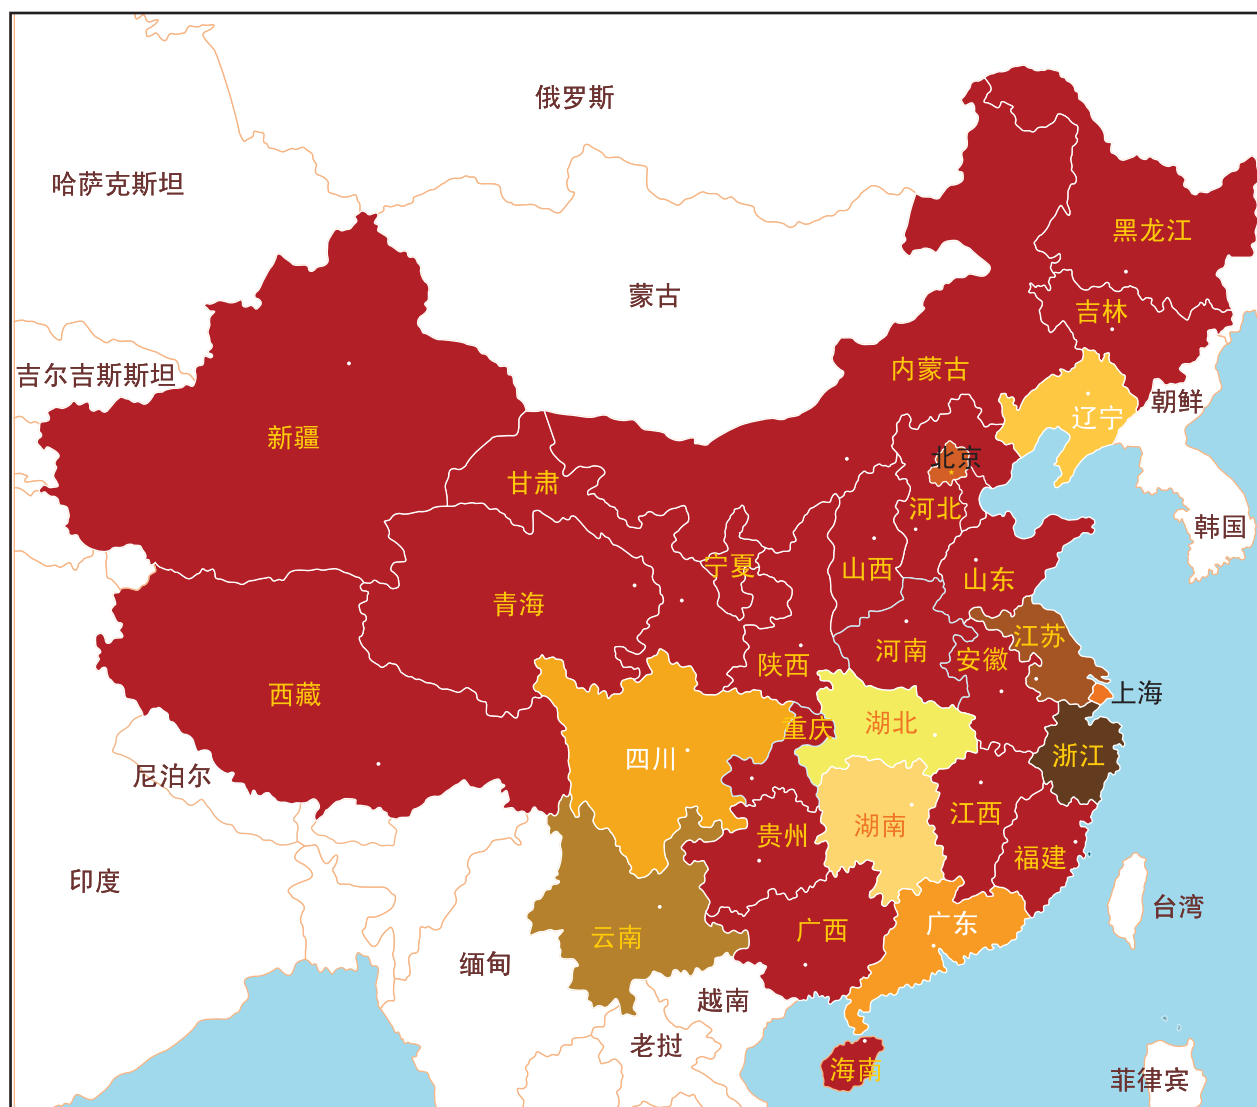 俄罗斯
哈萨克斯坦
黑龙江
蒙古
吉林
内蒙古
吉尔吉斯斯坦
朝鲜
辽宁
新疆
北京
甘肃
河北
韩国
宁夏
山西
山东
青海
江苏
河南
安徽
陕西
西藏
上海
湖北
重庆
四川
浙江
尼泊尔
江西
湖南
贵州
福建
印度
台湾
广东
广西
云南
缅甸
越南
老挝
海南
菲律宾